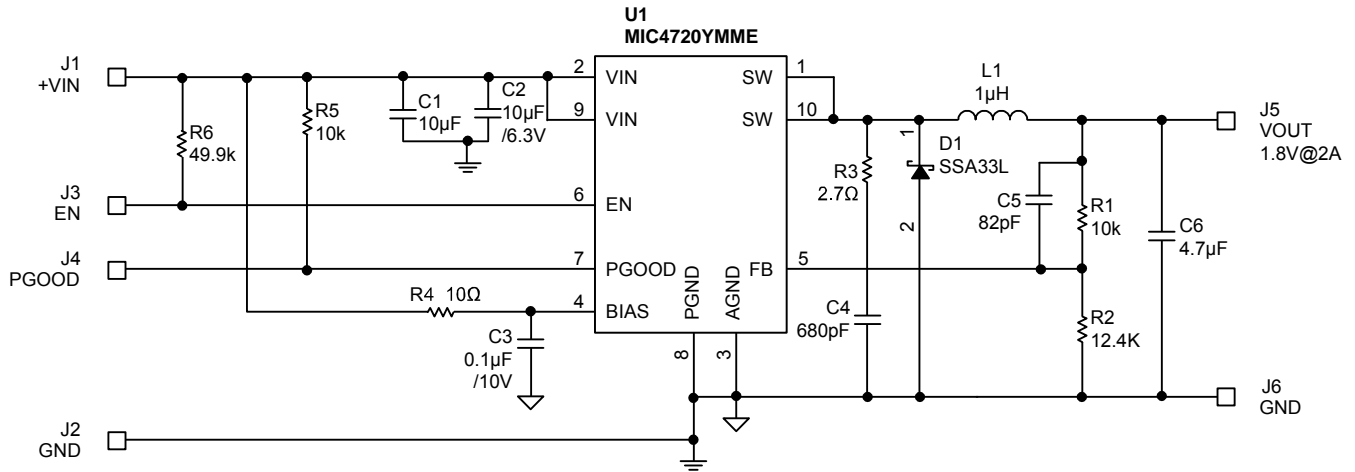 U1
MIC4720YMME
J1
+VIN
R6
49.9k
R5
10k
C1
10µF
C2
10µF
/6.3V
2
VIN
9
VIN
SW
1
SW
10
L1
1µH
J5
VOUT
1.8V@2A
J3
EN
6
EN
R3
2.7Ω
1
D1
SSA33L
2
C5
82pF
R1
10k
C6
4.7µF
J4
PGOOD
7
PGOOD
FB
5
R4 10Ω
4
BIAS
PGND
AGND
C3
0.1µF
/10V
8
3
C4
680pF
R2
12.4K
J6
GND
J2
GND